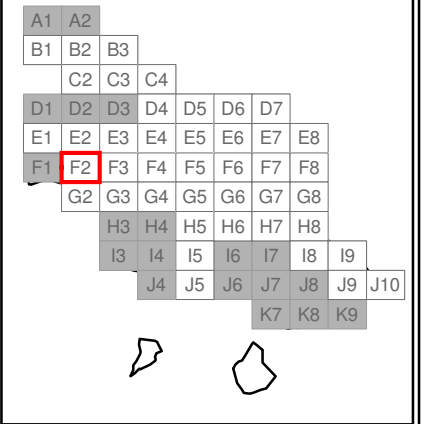 A1 A2
B1 B2 B3
C2 C3 C4
D1 D2 D3 D4 D5 D6 D7
E1 E2 E3 E4 E5 E6 E7 E8
F1 F2 F3 F4 F5 F6 F7 F8
G2 G3 G4 G5 G6 G7 G8
H3 H4 H5 H6 H7 H8
I3 I4 I5 I6 I7 I8 I9
J4 J5 J6 J7 J8 J9 J10
K7 K8 K9